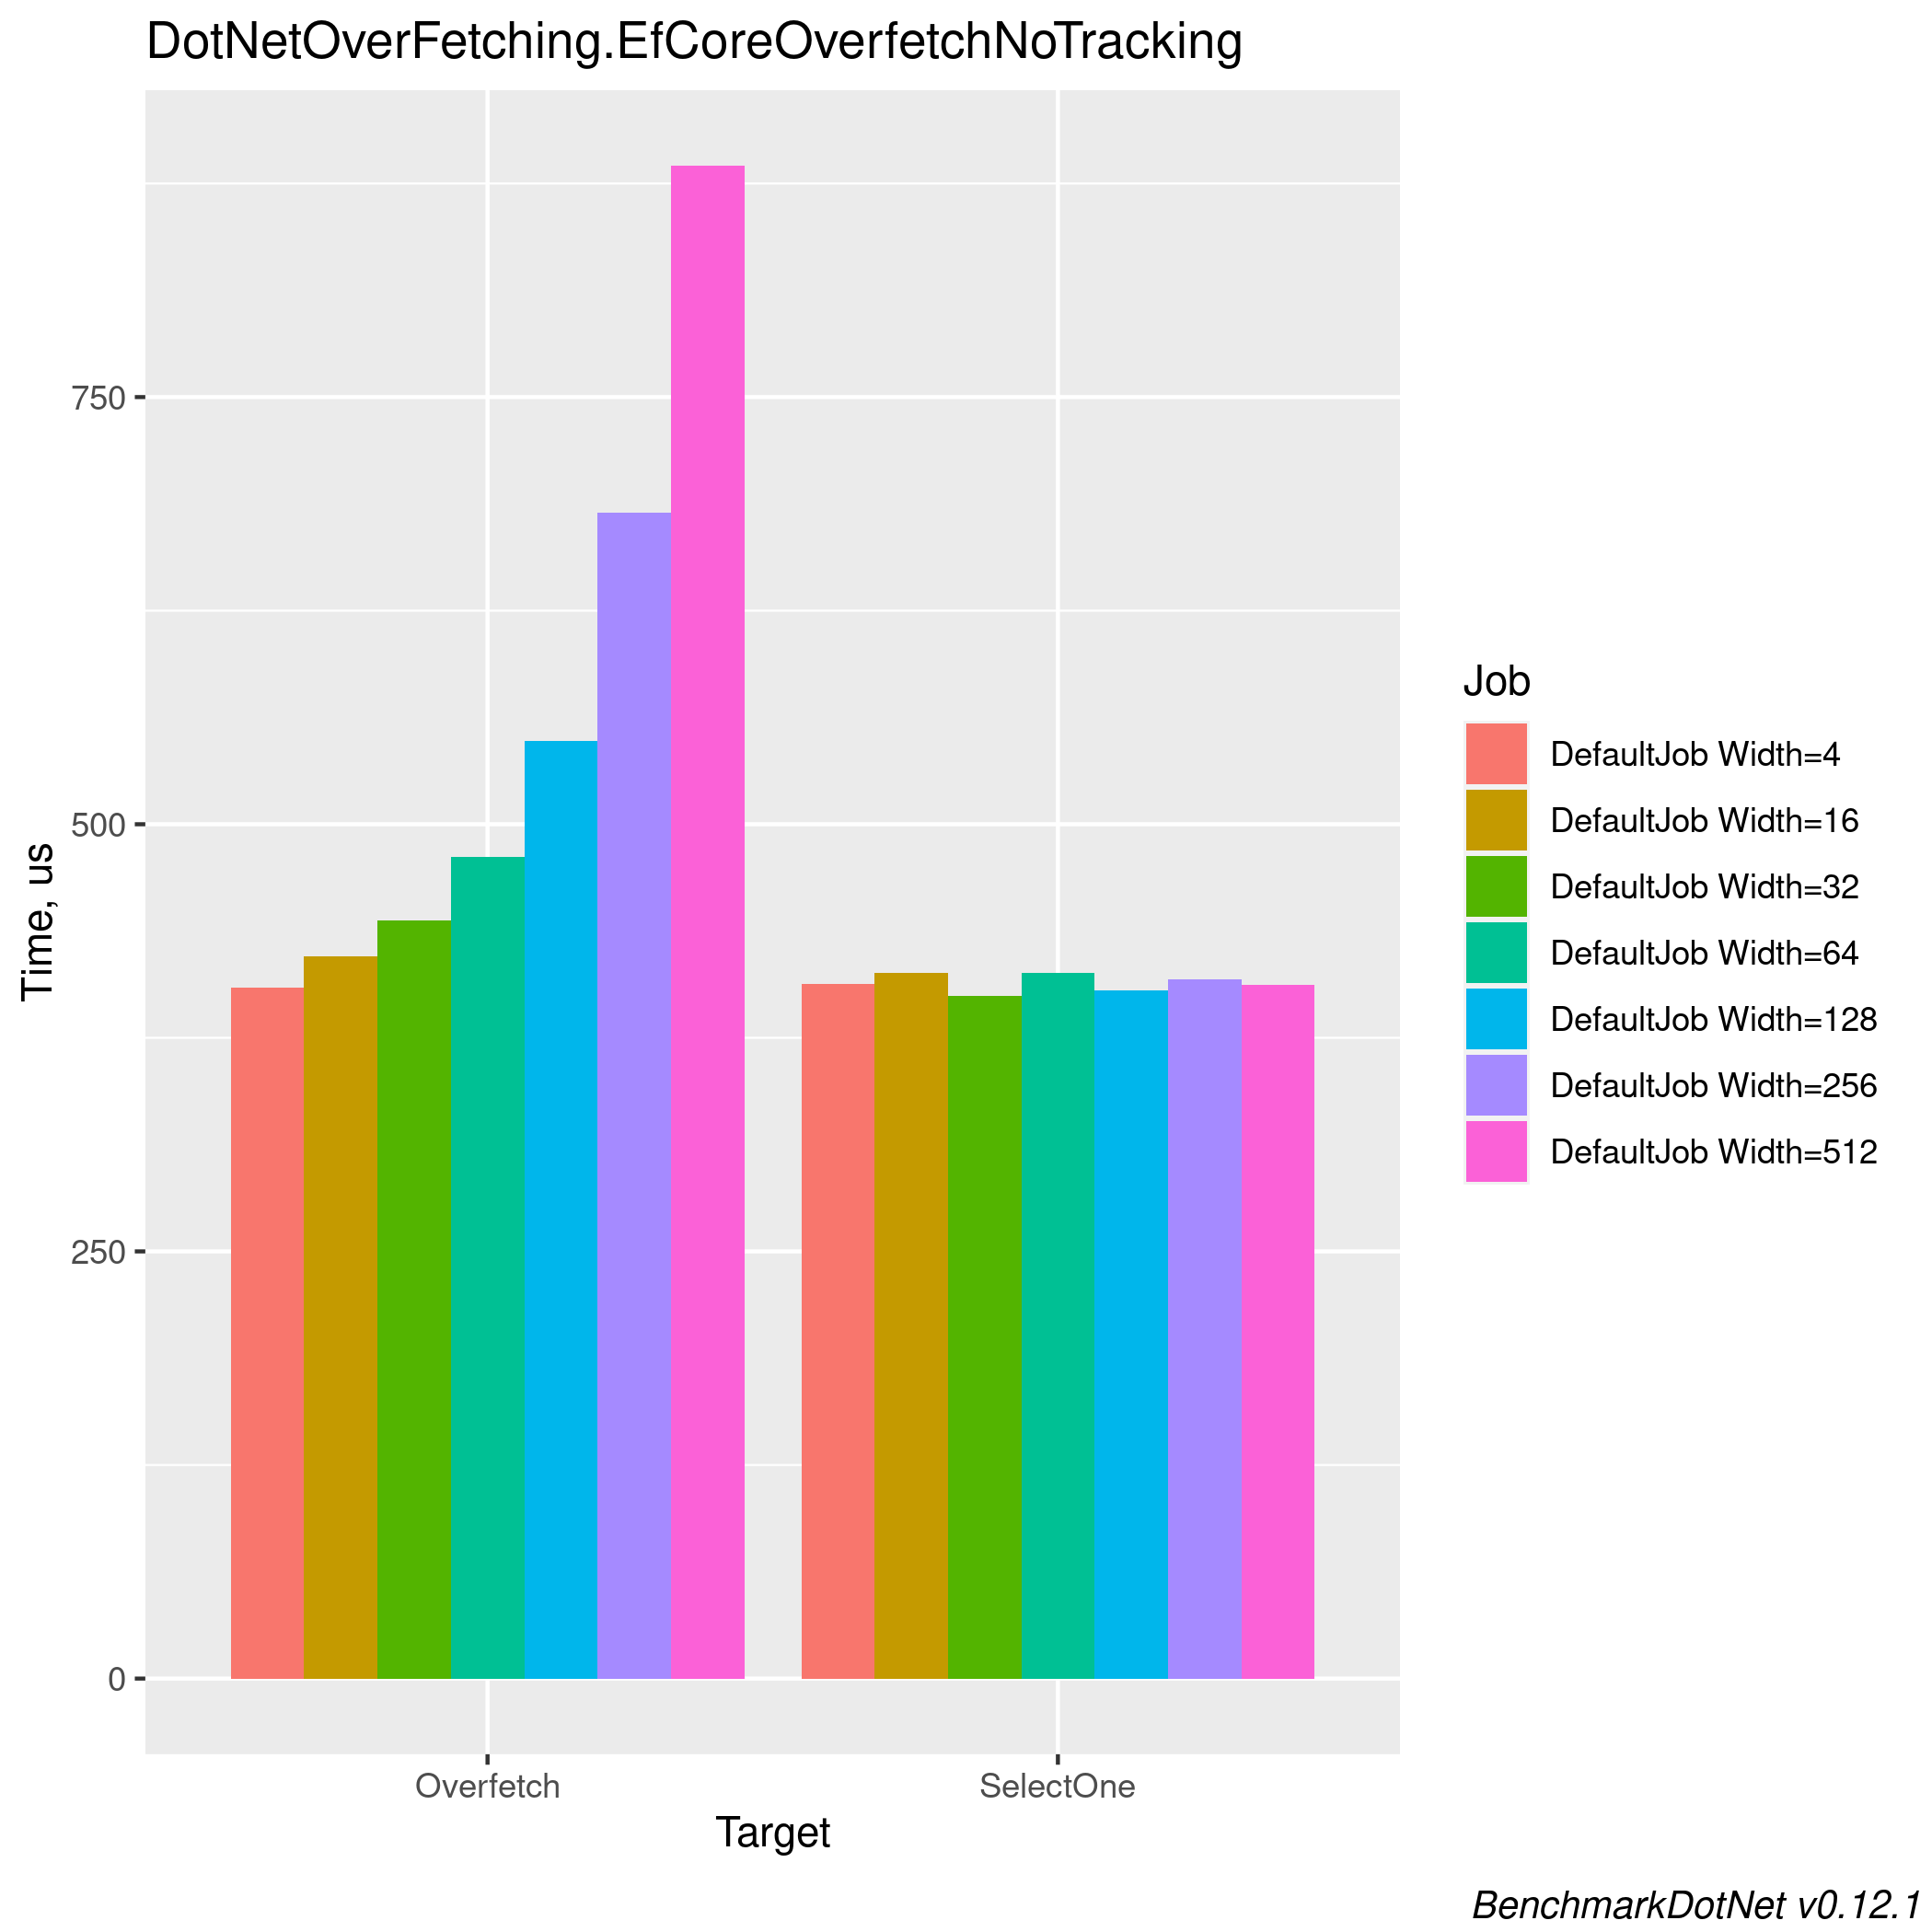 DotNetOverFetching.EfCoreOverfetchNoTracking
Time, us
750
500
250
0
Overfetch
SelectOne
Target
Job
DefaultJob Width=4
DefaultJob Width=16
DefaultJob Width=32
DefaultJob Width=64
DefaultJob Width=128
DefaultJob Width=256
DefaultJob Width=512
BenchmarkDotNet v0.12.1